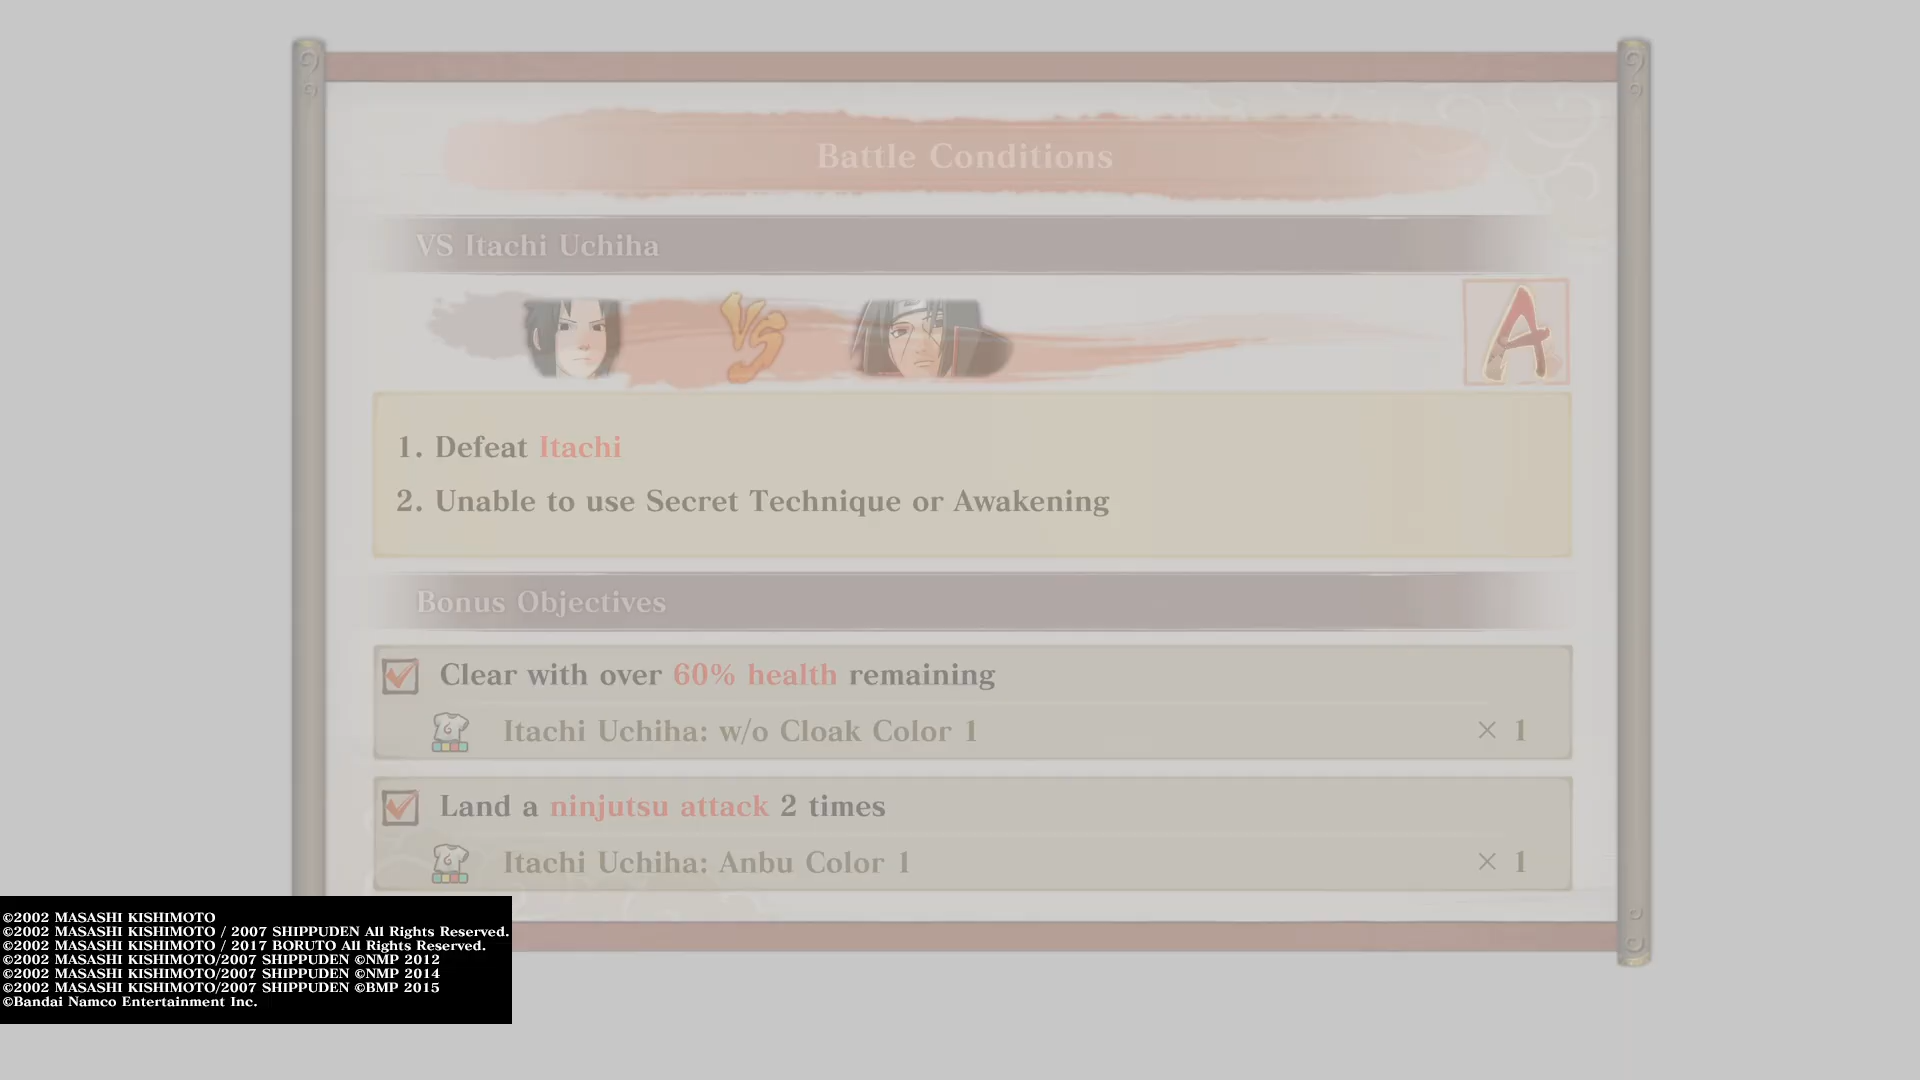 Battle Conditions
VS Itachi Uchiha
VS
A
1. Defeat Itachi
2. Unable to use Secret Technique or Awakening
Bonus Objectives
Clear with over 60% health remaining
Itachi Uchiha: w/o Cloak Color 1 × 1
Land a ninjutsu attack 2 times
Itachi Uchiha: Anbu Color 1 × 1
©2002 MASASHI KISHIMOTO
©2002 MASASHI KISHIMOTO / 2007 SHIPPUDEN All Rights Reserved.
©2002 MASASHI KISHIMOTO / 2017 BORUTO All Rights Reserved.
©2002 MASASHI KISHIMOTO/2007 SHIPPUDEN ©NMP 2012
©2002 MASASHI KISHIMOTO/2007 SHIPPUDEN ©NMP 2014
©2002 MASASHI KISHIMOTO/2007 SHIPPUDEN ©BMP 2015
©Bandai Namco Entertainment Inc.